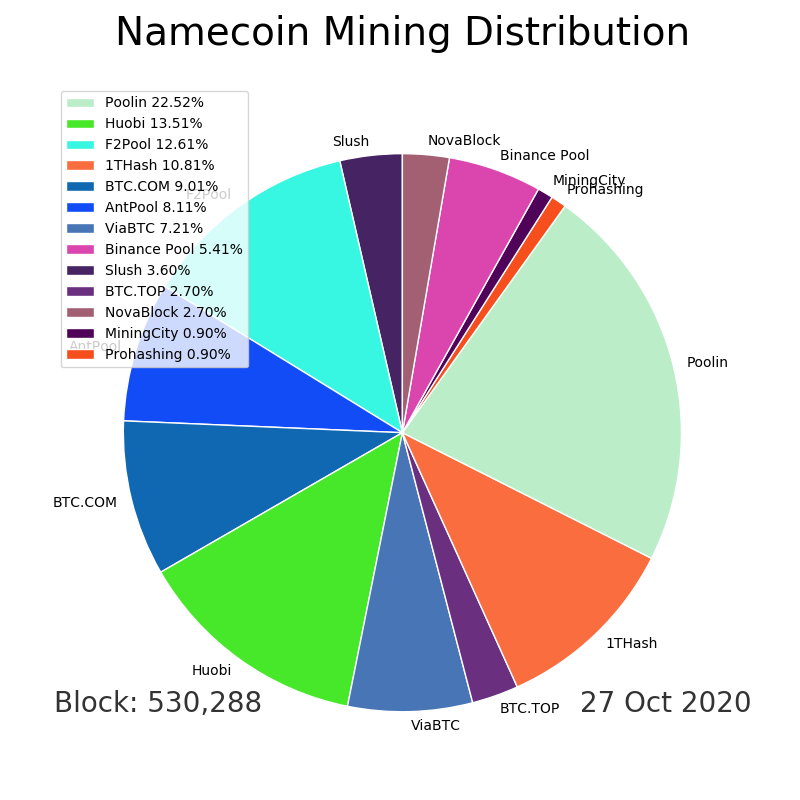 Namecoin Mining Distribution
Poolin 22.52%
Huobi 13.51%
F2Pool 12.61%
1THash 10.81%
BTC.COM 9.01%
AntPool 8.11%
ViaBTC 7.21%
Binance Pool 5.41%
Slush 3.60%
BTC.TOP 2.70%
NovaBlock 2.70%
MiningCity 0.90%
Prohashing 0.90%
Slush
NovaBlock
Binance Pool
MiningCity
Prohashing
F2Pool
AntPool
Poolin
BTC.COM
1THash
Huobi
BTC.TOP
ViaBTC
Block: 530,288
27 Oct 2020